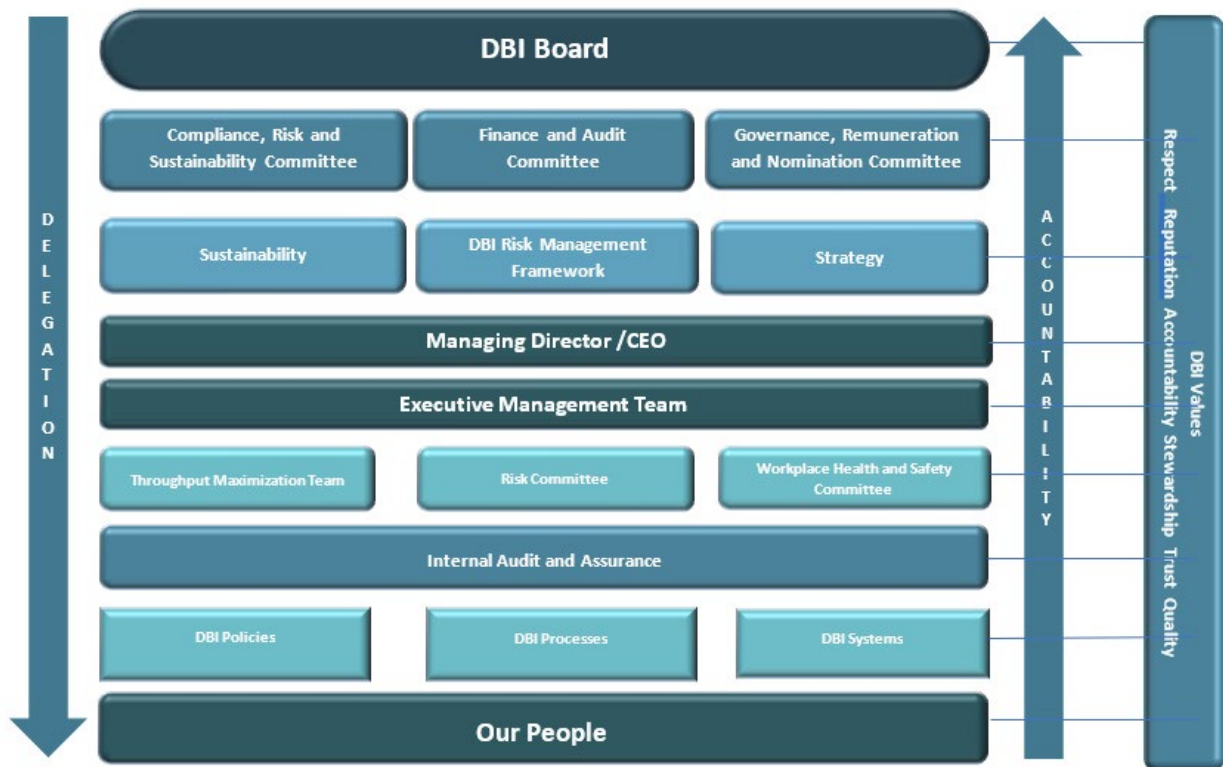 DBI Board
Compliance, Risk and
Sustainability Committee
Finance and Audit
Committee
Governance, Remuneration
and Nomination Committee
Sustainability
DBI Risk Management
Framework
Strategy
Managing Director /CEO
Executive Management Team
Throughput Maximization Team
Risk Committee
Workplace Health and Safety
Committee
Internal Audit and Assurance
DBI Policies
DBI Processes
DBI Systems
Our People
DELEGATION
ACCOUNTABILITY
DBI Values
Respect Reputation Accountability Stewardship Trust Quality